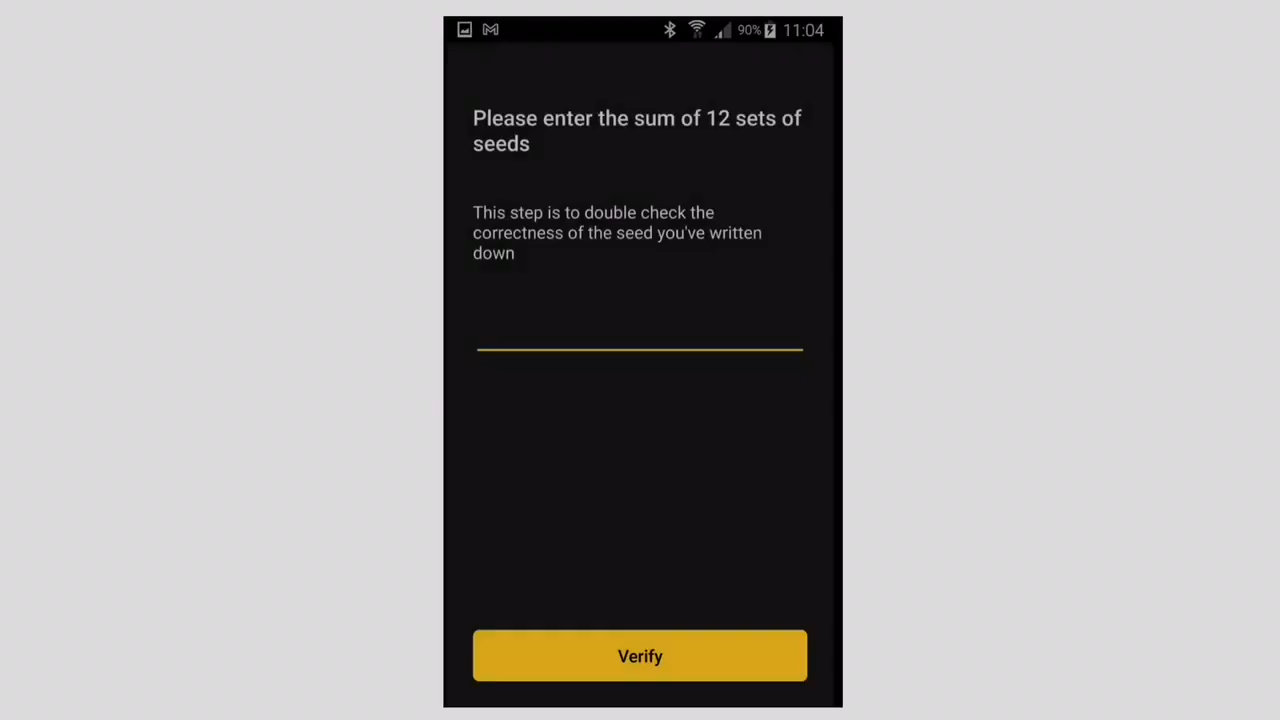 90% 11:04
Please enter the sum of 12 sets of
seeds
This step is to double check the
correctness of the seed you've written
down
Verify